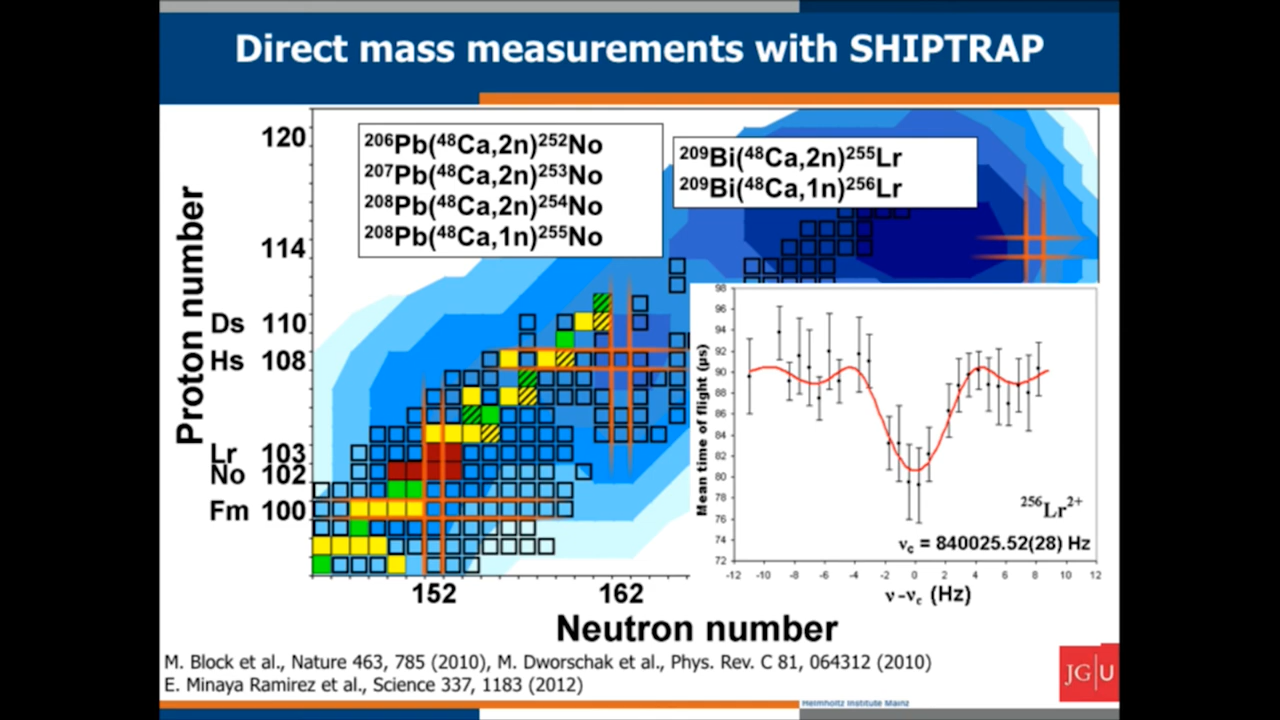 Direct mass measurements with SHIPTRAP
²⁰⁶Pb(⁴⁸Ca,2n)²⁵²No
²⁰⁷Pb(⁴⁸Ca,2n)²⁵³No
²⁰⁸Pb(⁴⁸Ca,2n)²⁵⁴No
²⁰⁸Pb(⁴⁸Ca,1n)²⁵⁵No
²⁰⁹Bi(⁴⁸Ca,2n)²⁵⁵Lr
²⁰⁹Bi(⁴⁸Ca,1n)²⁵⁶Lr
Proton number
120
114
Ds 110
Hs 108
Lr 103
No 102
Fm 100
152 162
Neutron number
Mean time of flight (µs)
98
96
94
92
90
88
86
84
82
80
78
76
74
72
²⁵⁶Lr²⁺
νc = 840025.52(28) Hz
-12 -10 -8 -6 -4 -2 0 2 4 6 8 10 12
ν-νc (Hz)
M. Block et al., Nature 463, 785 (2010), M. Dworschak et al., Phys. Rev. C 81, 064312 (2010)
E. Minaya Ramirez et al., Science 337, 1183 (2012)
JG|U
Helmholtz Institute Mainz